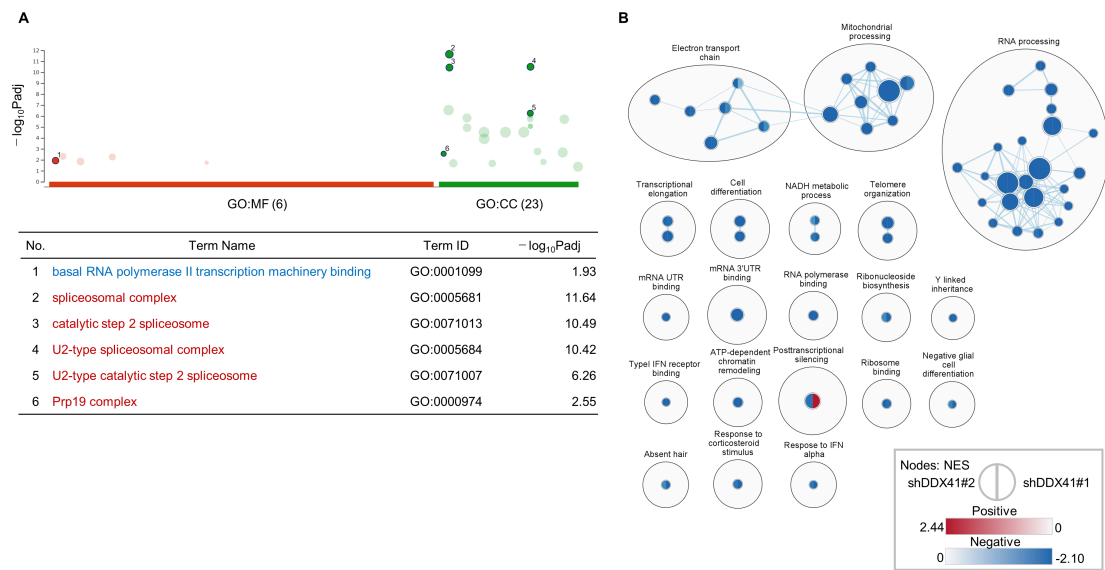 A
12
11
10
9
8
7
6
5
4
3
2
1
0
−log10Padj
1
2
3
4
5
6
GO:MF (6)
GO:CC (23)
No. Term Name Term ID −log10Padj
1 basal RNA polymerase II transcription machinery binding GO:0001099 1.93
2 spliceosomal complex GO:0005681 11.64
3 catalytic step 2 spliceosome GO:0071013 10.49
4 U2-type spliceosomal complex GO:0005684 10.42
5 U2-type catalytic step 2 spliceosome GO:0071007 6.26
6 Prp19 complex GO:0000974 2.55
B
Electron transport
chain
Mitochondrial
processing
RNA processing
Transcriptional
elongation
Cell
differentiation
NADH metabolic
process
Telomere
organization
mRNA UTR
binding
mRNA 3'UTR
binding
RNA polymerase
binding
Ribonucleoside
biosynthesis
Y linked
inheritance
TypeI IFN receptor
binding
ATP-dependent
chromatin
remodeling
Posttranscriptional
silencing
Ribosome
binding
Negative glial
cell
differentiation
Absent hair
Response to
corticosteroid
stimulus
Respose to IFN
alpha
Nodes: NES
shDDX41#2 shDDX41#1
Positive
2.44 0
Negative
0 -2.10